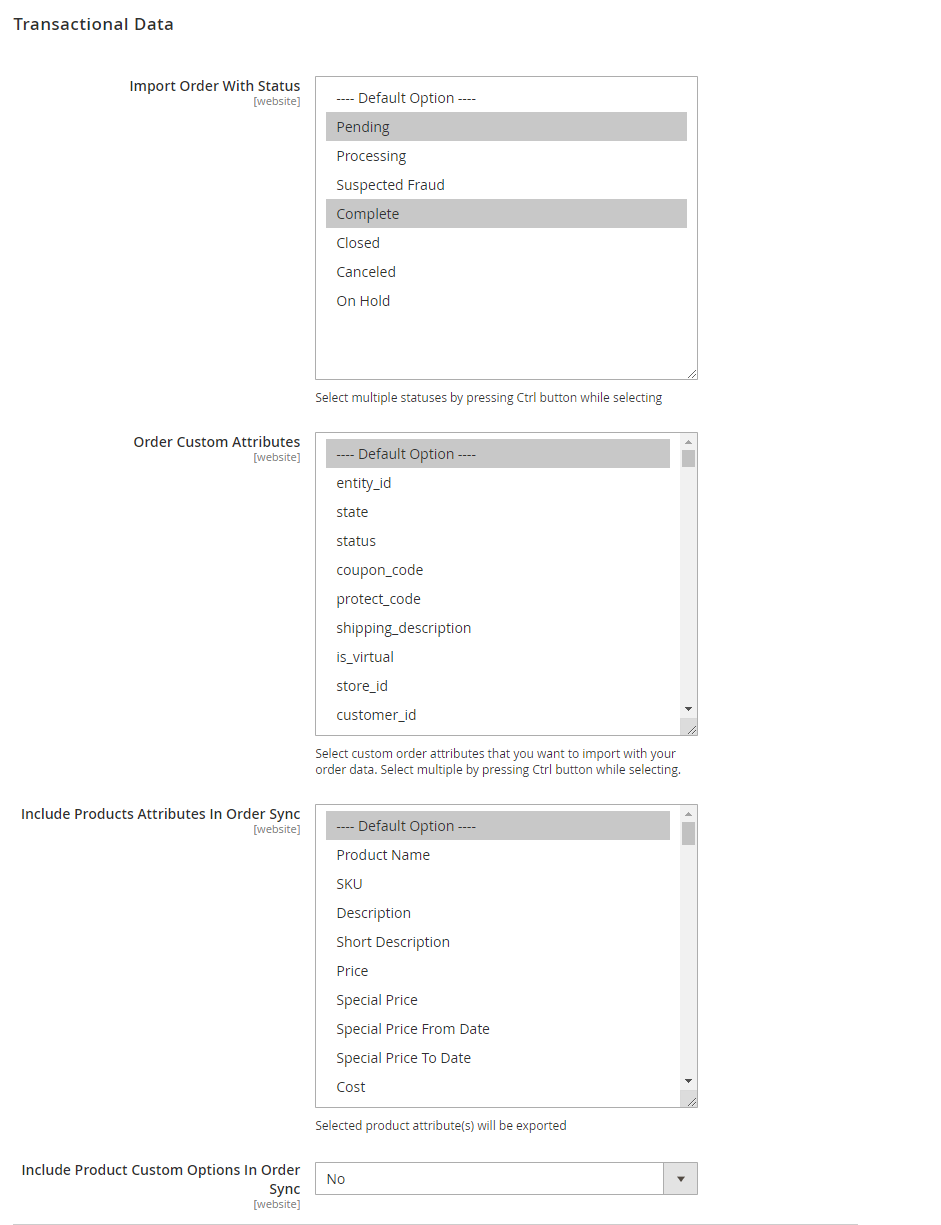 Transactional Data
Import Order With Status
[website]
---- Default Option ----
Pending
Processing
Suspected Fraud
Complete
Closed
Canceled
On Hold
Select multiple statuses by pressing Ctrl button while selecting
Order Custom Attributes
[website]
---- Default Option ----
entity_id
state
status
coupon_code
protect_code
shipping_description
is_virtual
store_id
customer_id
Select custom order attributes that you want to import with your
order data. Select multiple by pressing Ctrl button while selecting.
Include Products Attributes In Order Sync
[website]
---- Default Option ----
Product Name
SKU
Description
Short Description
Price
Special Price
Special Price From Date
Special Price To Date
Cost
Selected product attribute(s) will be exported
Include Product Custom Options In Order
Sync
[website]
No